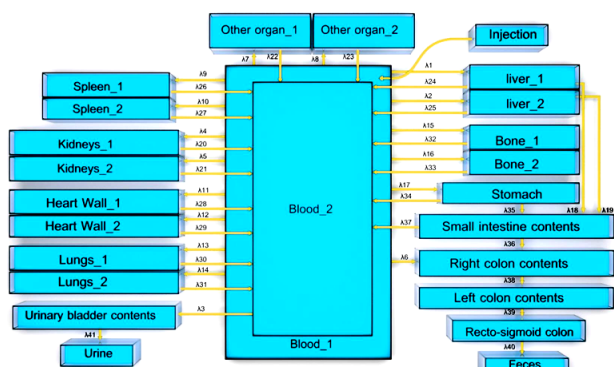 Other organ_1
Other organ_2
Injection
λ7
λ22
λ8
λ23
λ9
λ1
Spleen_1
λ26
λ24
liver_1
λ10
λ2
Spleen_2
λ27
λ25
liver_2
λ4
λ15
Kidneys_1
λ20
λ32
Bone_1
λ5
λ16
Kidneys_2
λ21
λ33
Bone_2
λ11
λ17
Heart Wall_1
λ28
λ34
Stomach
λ12
Blood_2
λ35
λ18
λ19
Heart Wall_2
λ29
λ37
Small intestine contents
λ13
λ36
Lungs_1
λ30
λ6
Right colon contents
λ14
λ38
Lungs_2
λ31
Left colon contents
λ3
λ39
Urinary bladder contents
Recto-sigmoid colon
λ41
Blood_1
λ40
Urine
Feces